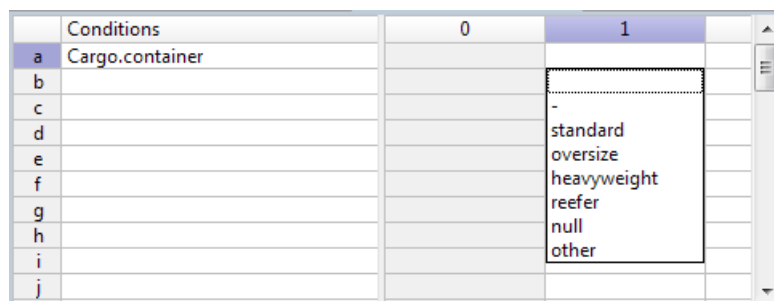 Conditions 0 1
a Cargo.container
b
c
-
d
standard
e
oversize
f
heavyweight
g
reefer
h
null
i
other
j